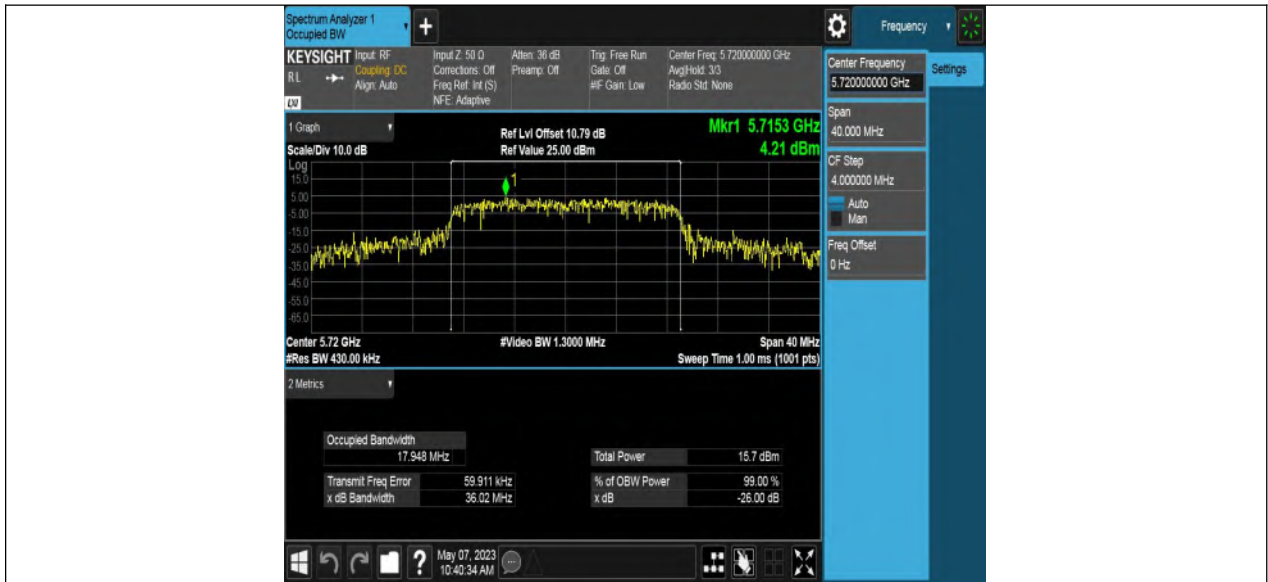 Spectrum Analyzer 1
Occupied BW
+
Frequency
KEYSIGHT
RL
LXI
Input: RF
Coupling: DC
Align: Auto
Input Z: 50 Ω
Corrections: Off
Freq Ref: Int (S)
NFE: Adaptive
Atten: 36 dB
Preamp: Off
Trig: Free Run
Gate: Off
#IF Gain: Low
Center Freq: 5.720000000 GHz
Avg|Hold: 3/3
Radio Std: None
Center Frequency
5.72000000 GHz
Settings
Span
40.000 MHz
CF Step
4.000000 MHz
Auto
Man
Freq Offset
0 Hz
1 Graph
Scale/Div 10.0 dB
Ref Lvl Offset 10.79 dB
Ref Value 25.00 dBm
Mkr1 5.7153 GHz
4.21 dBm
Log
15.0
5.00
-5.00
-15.0
-25.0
-35.0
-45.0
-55.0
-65.0
1
Center 5.72 GHz
#Res BW 430.00 kHz
#Video BW 1.3000 MHz
Span 40 MHz
Sweep Time 1.00 ms (1001 pts)
2 Metrics
Occupied Bandwidth
17.948 MHz
Total Power 15.7 dBm
Transmit Freq Error 59.911 kHz
% of OBW Power 99.00 %
x dB Bandwidth 36.02 MHz
x dB -26.00 dB
?
May 07, 2023
10:40:34 AM